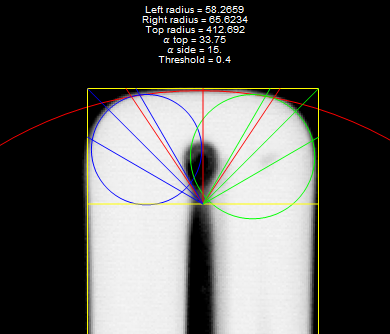 Left radius = 58.2659
Right radius = 65.6234
Top radius = 412.692
α top = 33.75
α side = 15.
Threshold = 0.4